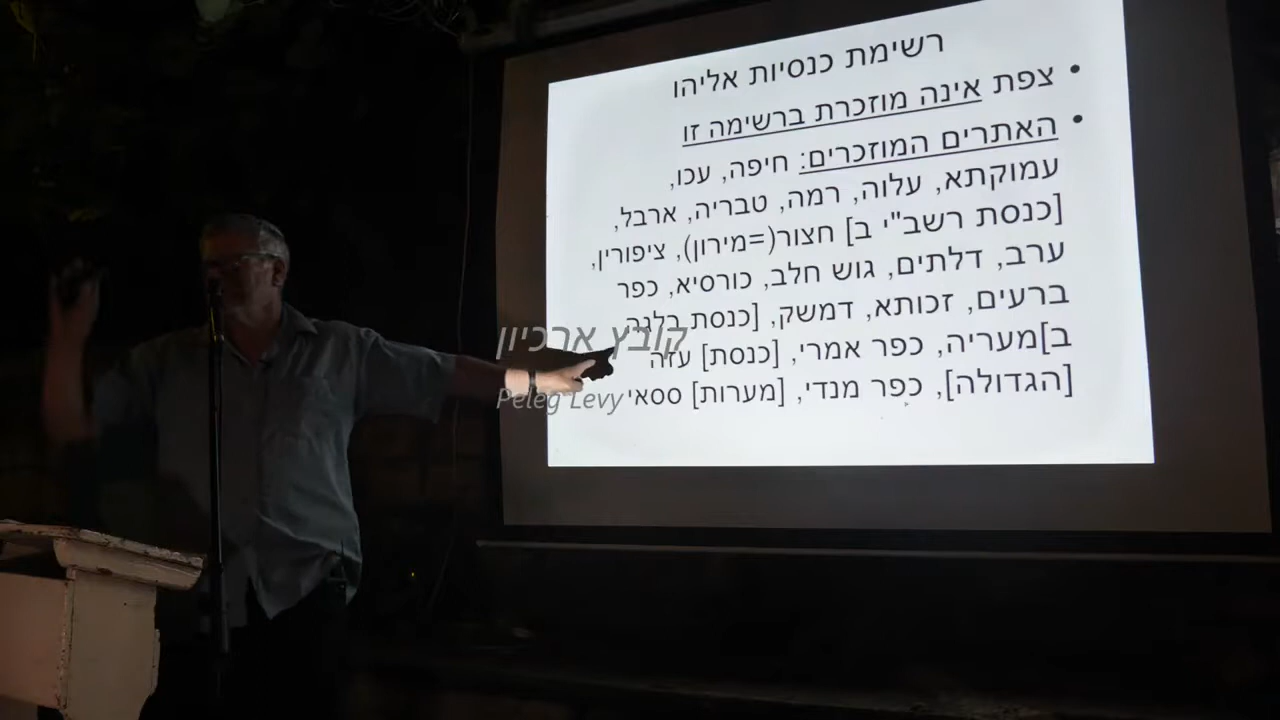 רשימת כנסיות אליהו
• צפת אינה מוזכרת ברשימה זו
• האתרים המוזכרים: חיפה, עכו,
עמוקתא, עלוה, רמה, טבריה, ארבל,
[כנסת רשב"י ב] חצור(=מירון), ציפורין,
ערב, דלתים, גוש חלב, כורסיא, כפר
ברעים, זכותא, דמשק, [כנסת
ב]מעריה, כפר אמרי, [כנסת] עזה
[הגדולה], כפר מנדי, [מערות] ססאי
קובץ ארכיון
Peleg Levy